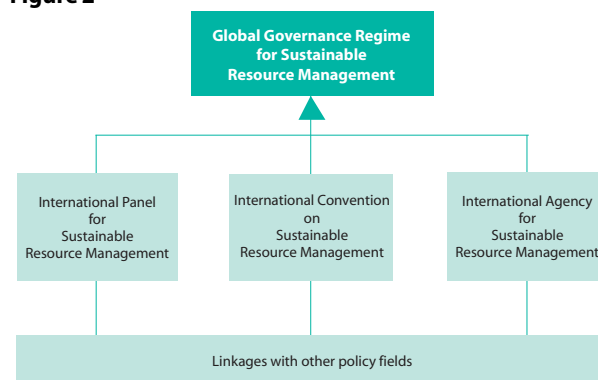 Figure 2
Global Governance Regime
for Sustainable
Resource Management
International Panel
for
Sustainable
Resource Management
International Convention
on
Sustainable
Resource Management
International Agency
for
Sustainable
Resource Management
Linkages with other policy fields